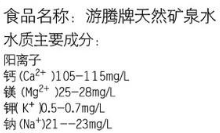 食品名称：游腾牌天然矿泉水
水质主要成分：
阳离子
钙(Ca²⁺)105-115mg/L
镁(Mg²⁺)25-28mg/L
钾(K⁺)0.5-0.7mg/L
钠(Na⁺)21--23mg/L